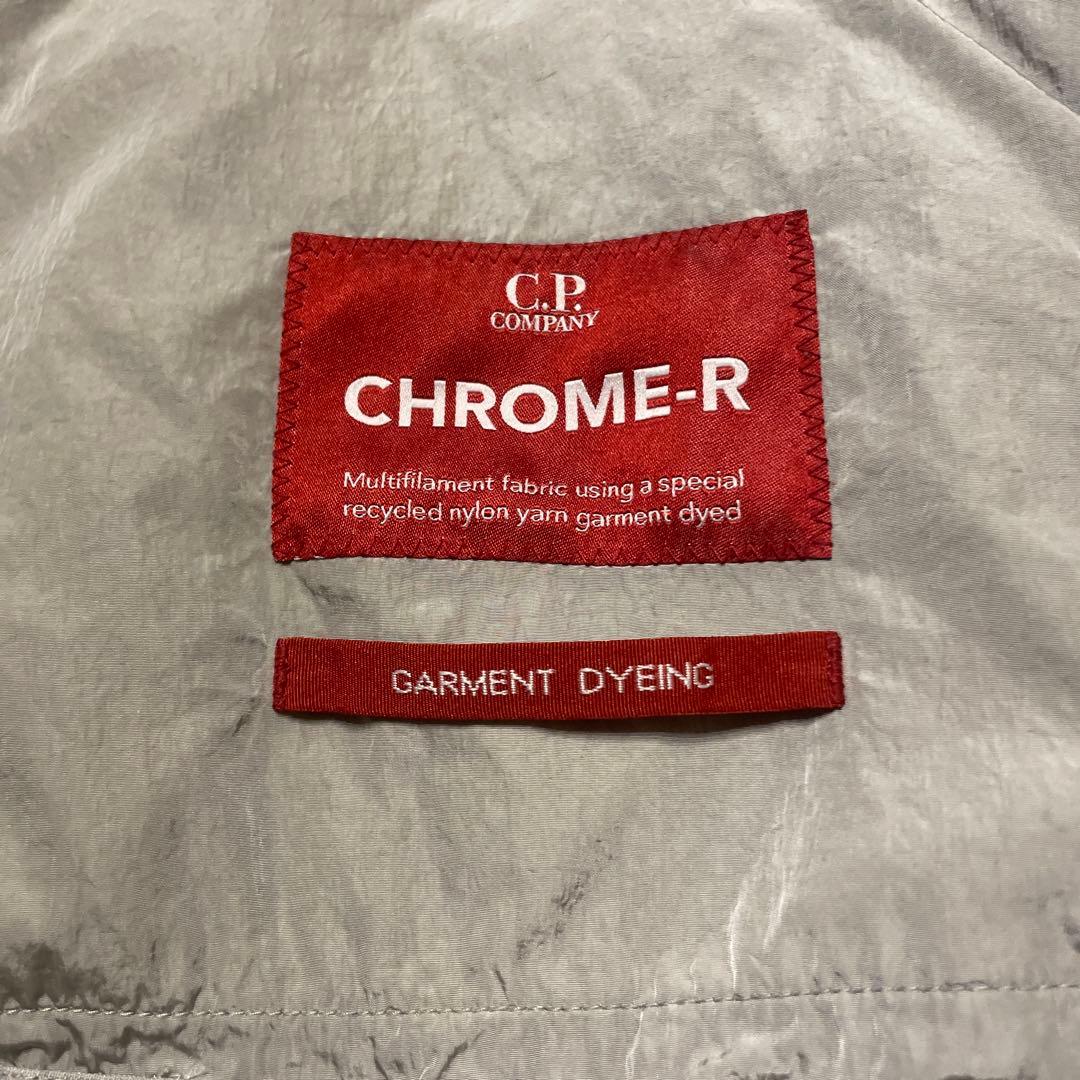 C.P.
COMPANY
CHROME-R
Multifilament fabric using a special
recycled nylon yarn garment dyed
GARMENT DYEING